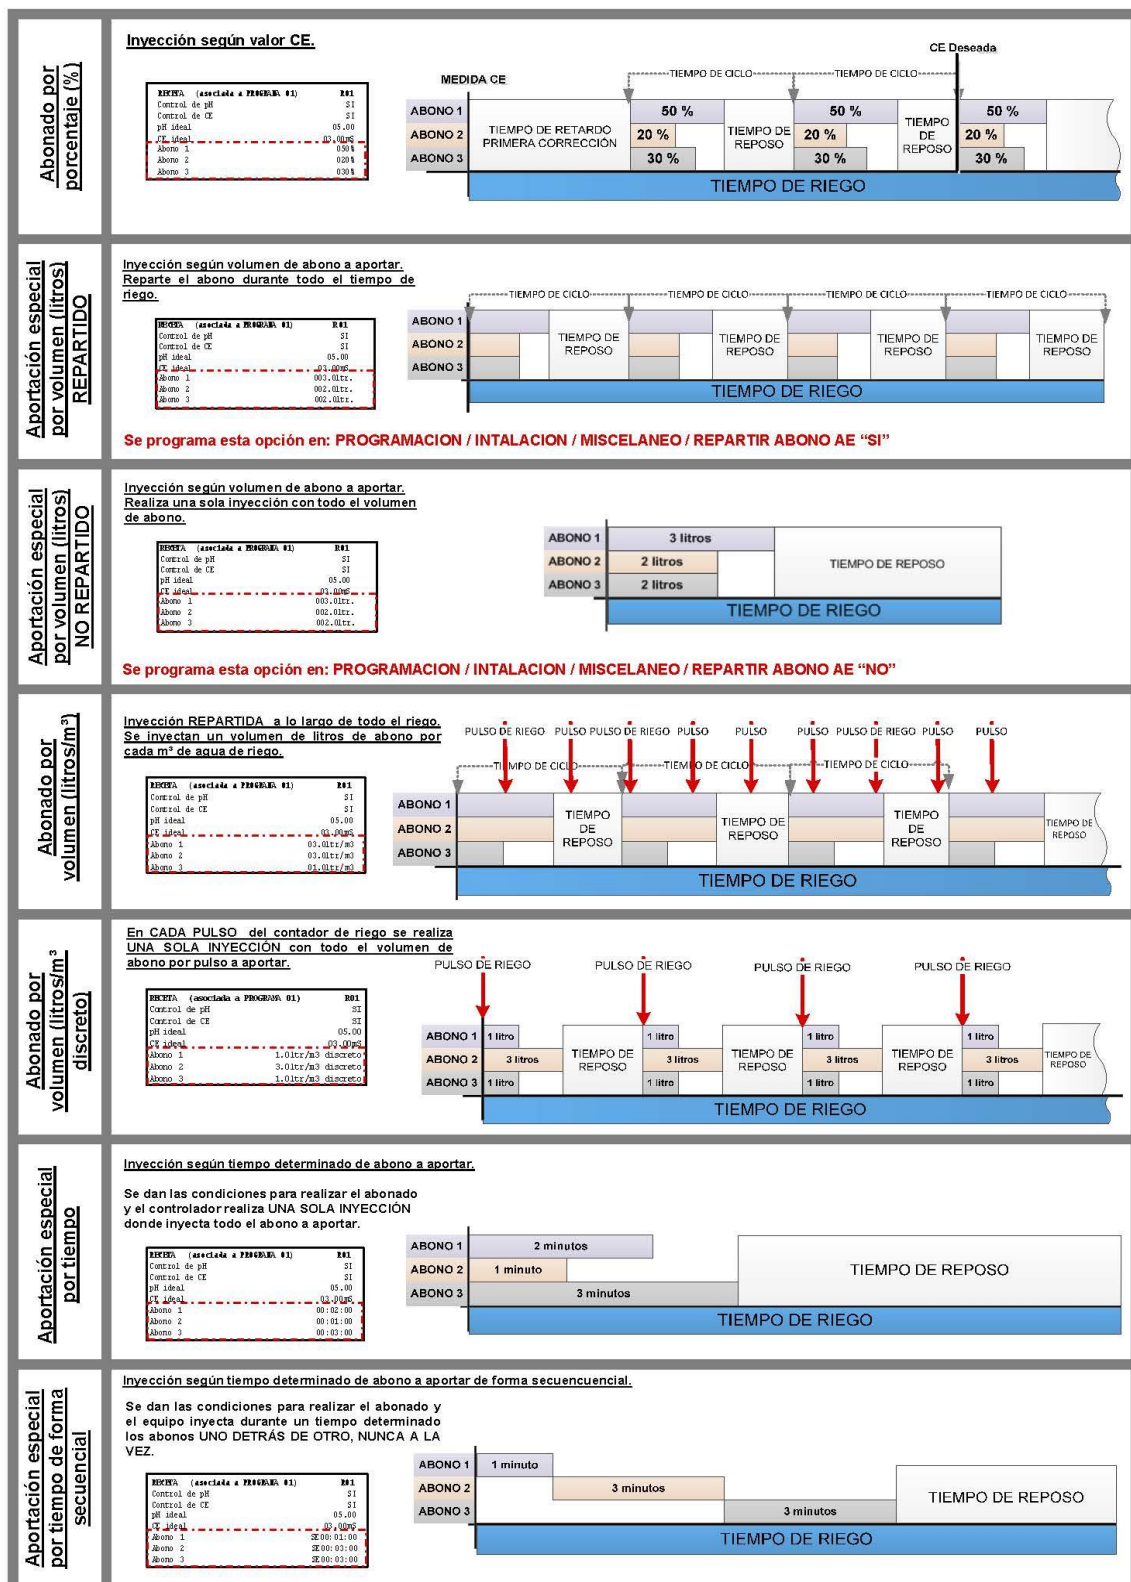 Abonado por
porcentaje (%)
Inyección según valor CE.
RECETA (asociada a PROGRAMA 01) R01
Control de pH SI
Control de CE SI
pH ideal 05.00
CE ideal 03.00mS
Abono 1 050%
Abono 2 020%
Abono 3 030%
CE Deseada
MEDIDA CE
TIEMPO DE CICLO
TIEMPO DE CICLO
ABONO 1
ABONO 2
ABONO 3
TIEMPO DE RETARDO
PRIMERA CORRECCIÓN
50 %
20 %
30 %
TIEMPO DE
REPOSO
50 %
20 %
30 %
TIEMPO
DE
REPOSO
50 %
20 %
30 %
TIEMPO DE RIEGO
Aportación especial
por volumen (litros)
REPARTIDO
Inyección según volumen de abono a aportar.
Reparte el abono durante todo el tiempo de
riego.
RECETA (asociada a PROGRAMA 01) R01
Control de pH SI
Control de CE SI
pH ideal 05.00
CE ideal 03.00mS
Abono 1 003.0ltr.
Abono 2 002.0ltr.
Abono 3 002.0ltr.
TIEMPO DE CICLO
TIEMPO DE CICLO
TIEMPO DE CICLO
TIEMPO DE CICLO
ABONO 1
ABONO 2
ABONO 3
TIEMPO DE
REPOSO
TIEMPO DE
REPOSO
TIEMPO DE
REPOSO
TIEMPO DE
REPOSO
TIEMPO DE RIEGO
Se programa esta opción en: PROGRAMACION / INTALACION / MISCELANEO / REPARTIR ABONO AE “SI”
Aportación especial
por volumen (litros)
NO REPARTIDO
Inyección según volumen de abono a aportar.
Realiza una sola inyección con todo el volumen
de abono.
RECETA (asociada a PROGRAMA 01) R01
Control de pH SI
Control de CE SI
pH ideal 05.00
CE ideal 03.00mS
Abono 1 003.0ltr.
Abono 2 002.0ltr.
Abono 3 002.0ltr.
ABONO 1
ABONO 2
ABONO 3
3 litros
2 litros
2 litros
TIEMPO DE REPOSO
TIEMPO DE RIEGO
Se programa esta opción en: PROGRAMACION / INTALACION / MISCELANEO / REPARTIR ABONO AE “NO”
Abonado por
volumen (litros/m³)
Inyección REPARTIDA a lo largo de todo el riego.
Se inyectan un volumen de litros de abono por
cada m³ de agua de riego.
RECETA (asociada a PROGRAMA 01) R01
Control de pH SI
Control de CE SI
pH ideal 05.00
CE ideal 03.00mS
Abono 1 03.0ltr/m3
Abono 2 03.0ltr/m3
Abono 3 01.0ltr/m3
PULSO DE RIEGO PULSO PULSO DE RIEGO PULSO PULSO PULSO PULSO DE RIEGO PULSO PULSO
TIEMPO DE CICLO
TIEMPO DE CICLO
TIEMPO DE CICLO
ABONO 1
ABONO 2
ABONO 3
TIEMPO
DE
REPOSO
TIEMPO
DE REPOSO
TIEMPO
DE
REPOSO
TIEMPO DE
REPOSO
TIEMPO DE RIEGO
Abonado por
volumen (litros/m³
discreto)
En CADA PULSO del contador de riego se realiza
UNA SOLA INYECCIÓN con todo el volumen de
abono por pulso a aportar.
RECETA (asociada a PROGRAMA 01) R01
Control de pH SI
Control de CE SI
pH ideal 05.00
CE ideal 03.00mS
Abono 1 1.0ltr/m3 discreto
Abono 2 3.0ltr/m3 discreto
Abono 3 1.0ltr/m3 discreto
PULSO DE RIEGO PULSO DE RIEGO PULSO DE RIEGO PULSO DE RIEGO
ABONO 1
ABONO 2
ABONO 3
1 litro
3 litros
1 litro
TIEMPO DE
REPOSO
1 litro
3 litros
1 litro
TIEMPO DE
REPOSO
1 litro
3 litros
1 litro
TIEMPO DE
REPOSO
1 litro
3 litros
1 litro
TIEMPO DE
REPOSO
TIEMPO DE RIEGO
Aportación especial
por tiempo
Inyección según tiempo determinado de abono a aportar.
Se dan las condiciones para realizar el abonado
y el controlador realiza UNA SOLA INYECCIÓN
donde inyecta todo el abono a aportar.
RECETA (asociada a PROGRAMA 01) R01
Control de pH SI
Control de CE SI
pH ideal 05.00
CE ideal 03.00mS
Abono 1 00:02:00
Abono 2 00:01:00
Abono 3 00:03:00
ABONO 1
ABONO 2
ABONO 3
2 minutos
1 minuto
3 minutos
TIEMPO DE REPOSO
TIEMPO DE RIEGO
Aportación especial
por tiempo de forma
secuencial
Inyección según tiempo determinado de abono a aportar de forma secuencuencial.
Se dan las condiciones para realizar el abonado y
el equipo inyecta durante un tiempo determinado
los abonos UNO DETRÁS DE OTRO, NUNCA A LA
VEZ.
RECETA (asociada a PROGRAMA 01) R01
Control de pH SI
Control de CE SI
pH ideal 05.00
CE ideal 03.00mS
Abono 1 SE00:01:00
Abono 2 SE00:03:00
Abono 3 SE00:03:00
ABONO 1
ABONO 2
ABONO 3
1 minuto
3 minutos
3 minutos
TIEMPO DE REPOSO
TIEMPO DE RIEGO